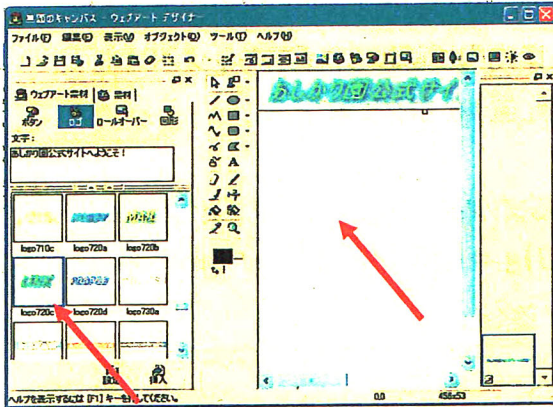 無題のキャンバス - ウェブアート デザイナー
ファイル(F) 編集(E) 表示(V) オブジェクト(O) ツール(T) ヘルプ(H)
ウェブアート素材 素材
ボタン ロゴ ロールオーバー 図形
文字:
あしかり園公式サイトへようこそ!
あしかり園公式サイ
logo710c logo720a logo720b
logo720c logo720d logo730a
挿入
ヘルプを表示するには [F1] キーを押してください。
456x53